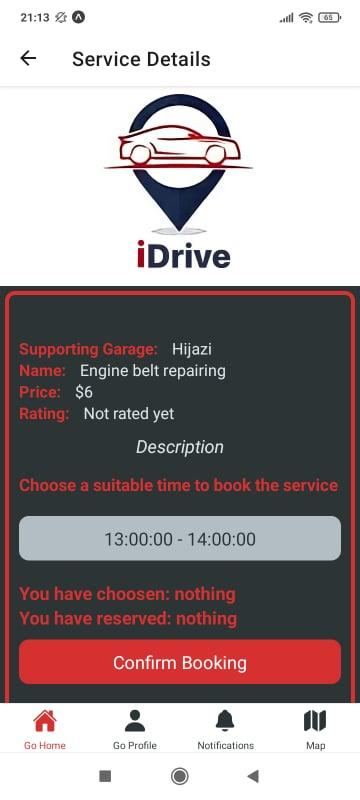 21:13
65
Service Details
iDrive
Supporting Garage: Hijazi
Name: Engine belt repairing
Price: $6
Rating: Not rated yet
Description
Choose a suitable time to book the service
13:00:00 - 14:00:00
You have choosen: nothing
You have reserved: nothing
Confirm Booking
Go Home Go Profile Notifications Map